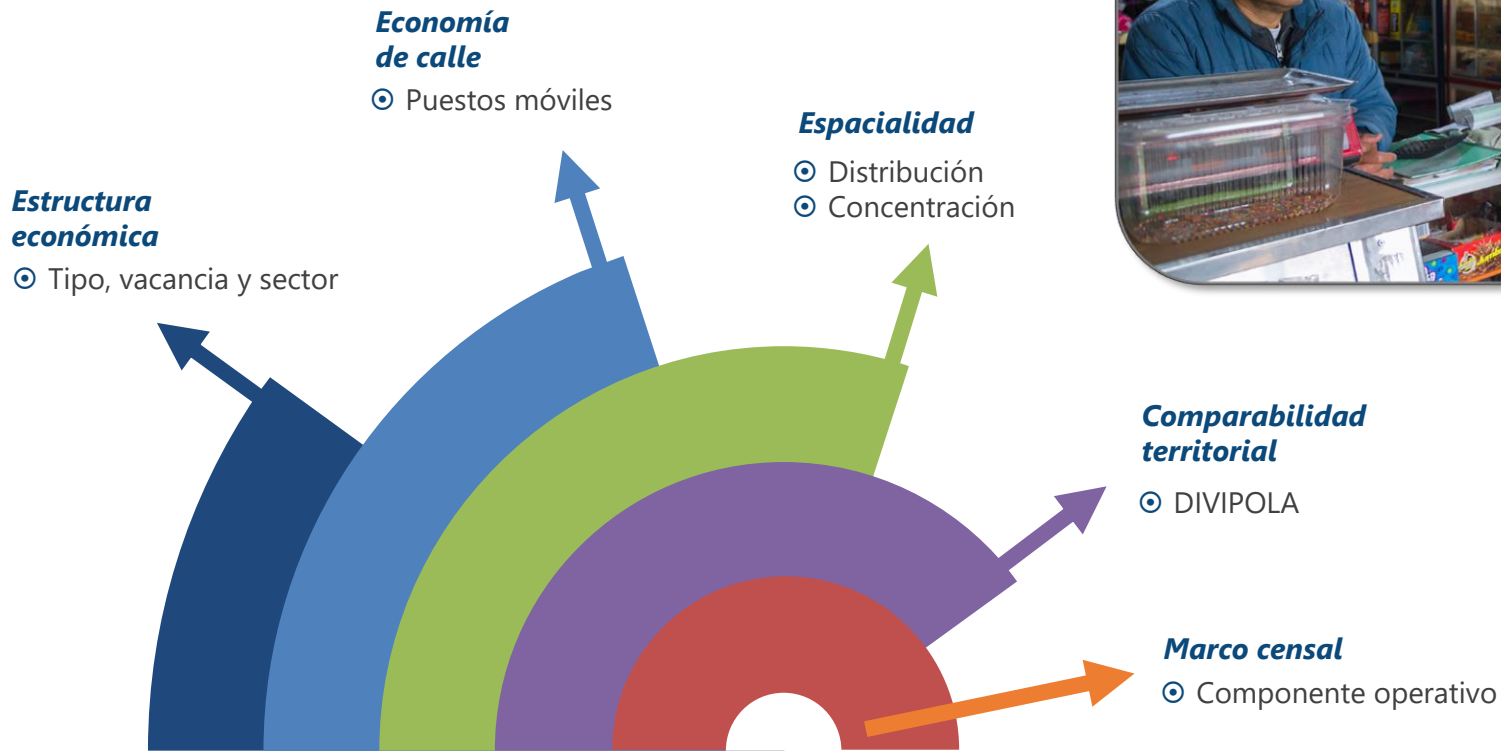 Economía
de calle
Puestos móviles
Espacialidad
Distribución
Concentración
Estructura
económica
Tipo, vacancia y sector
Comparabilidad
territorial
DIVIPOLA
Marco censal
Componente operativo